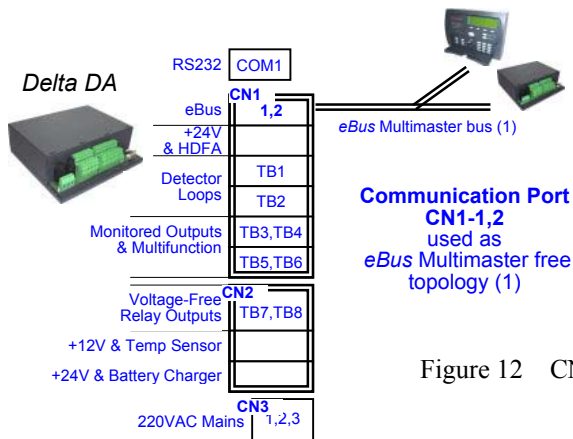 Delta DA
RS232 COM1
CN1
eBus 1,2
eBus Multimaster bus (1)
+24V
& HDFA
Detector
Loops
TB1
TB2
Monitored Outputs
& Multifunction
TB3,TB4
TB5,TB6
Communication Port
CN1-1,2
used as
eBus Multimaster free
topology (1)
CN2
Voltage-Free
Relay Outputs
TB7,TB8
+12V & Temp Sensor
+24V & Battery Charger
CN3
220VAC Mains 1,2,3
Figure 12 CN